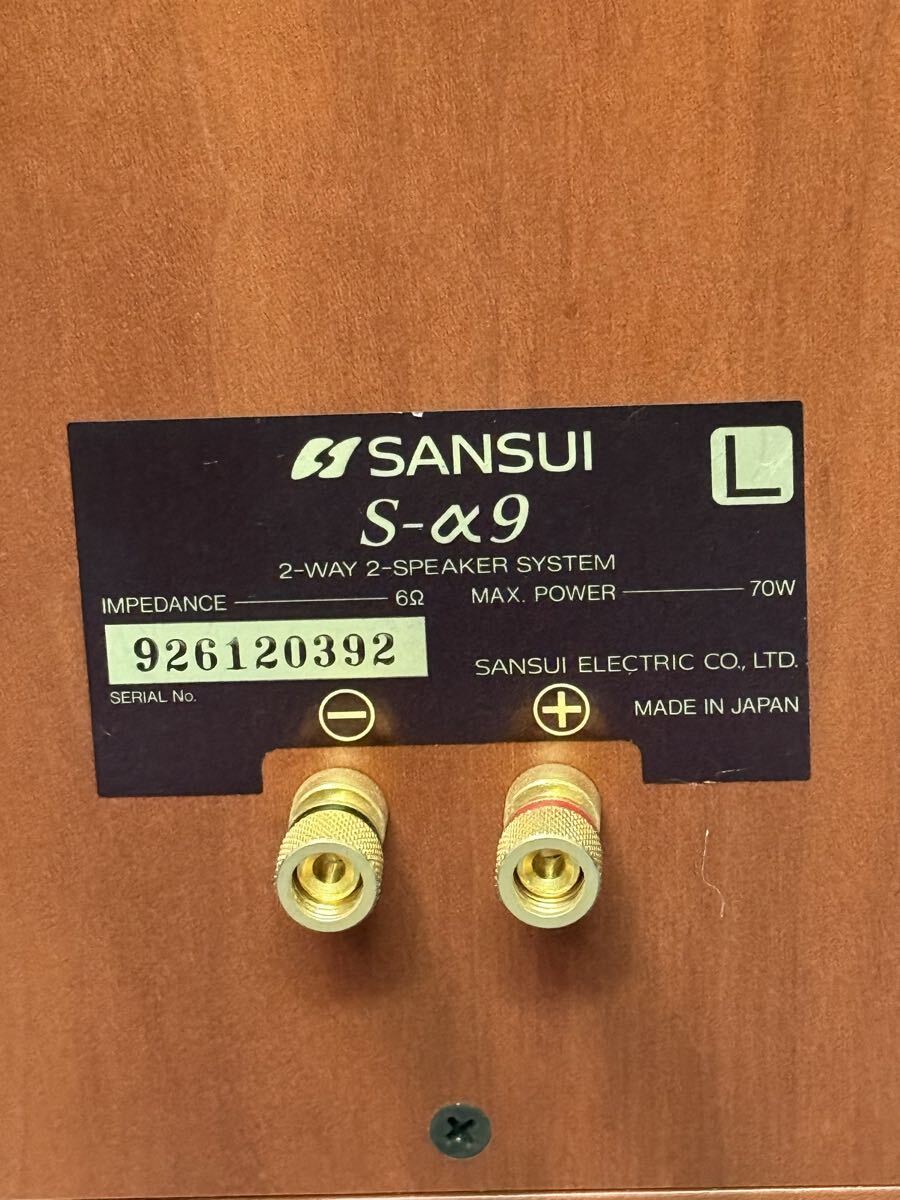 SANSUI
L
S-α9
2-WAY 2-SPEAKER SYSTEM
IMPEDANCE 6Ω
MAX. POWER 70W
926120392
SERIAL No.
SANSUI ELECTRIC CO., LTD.
− +
MADE IN JAPAN